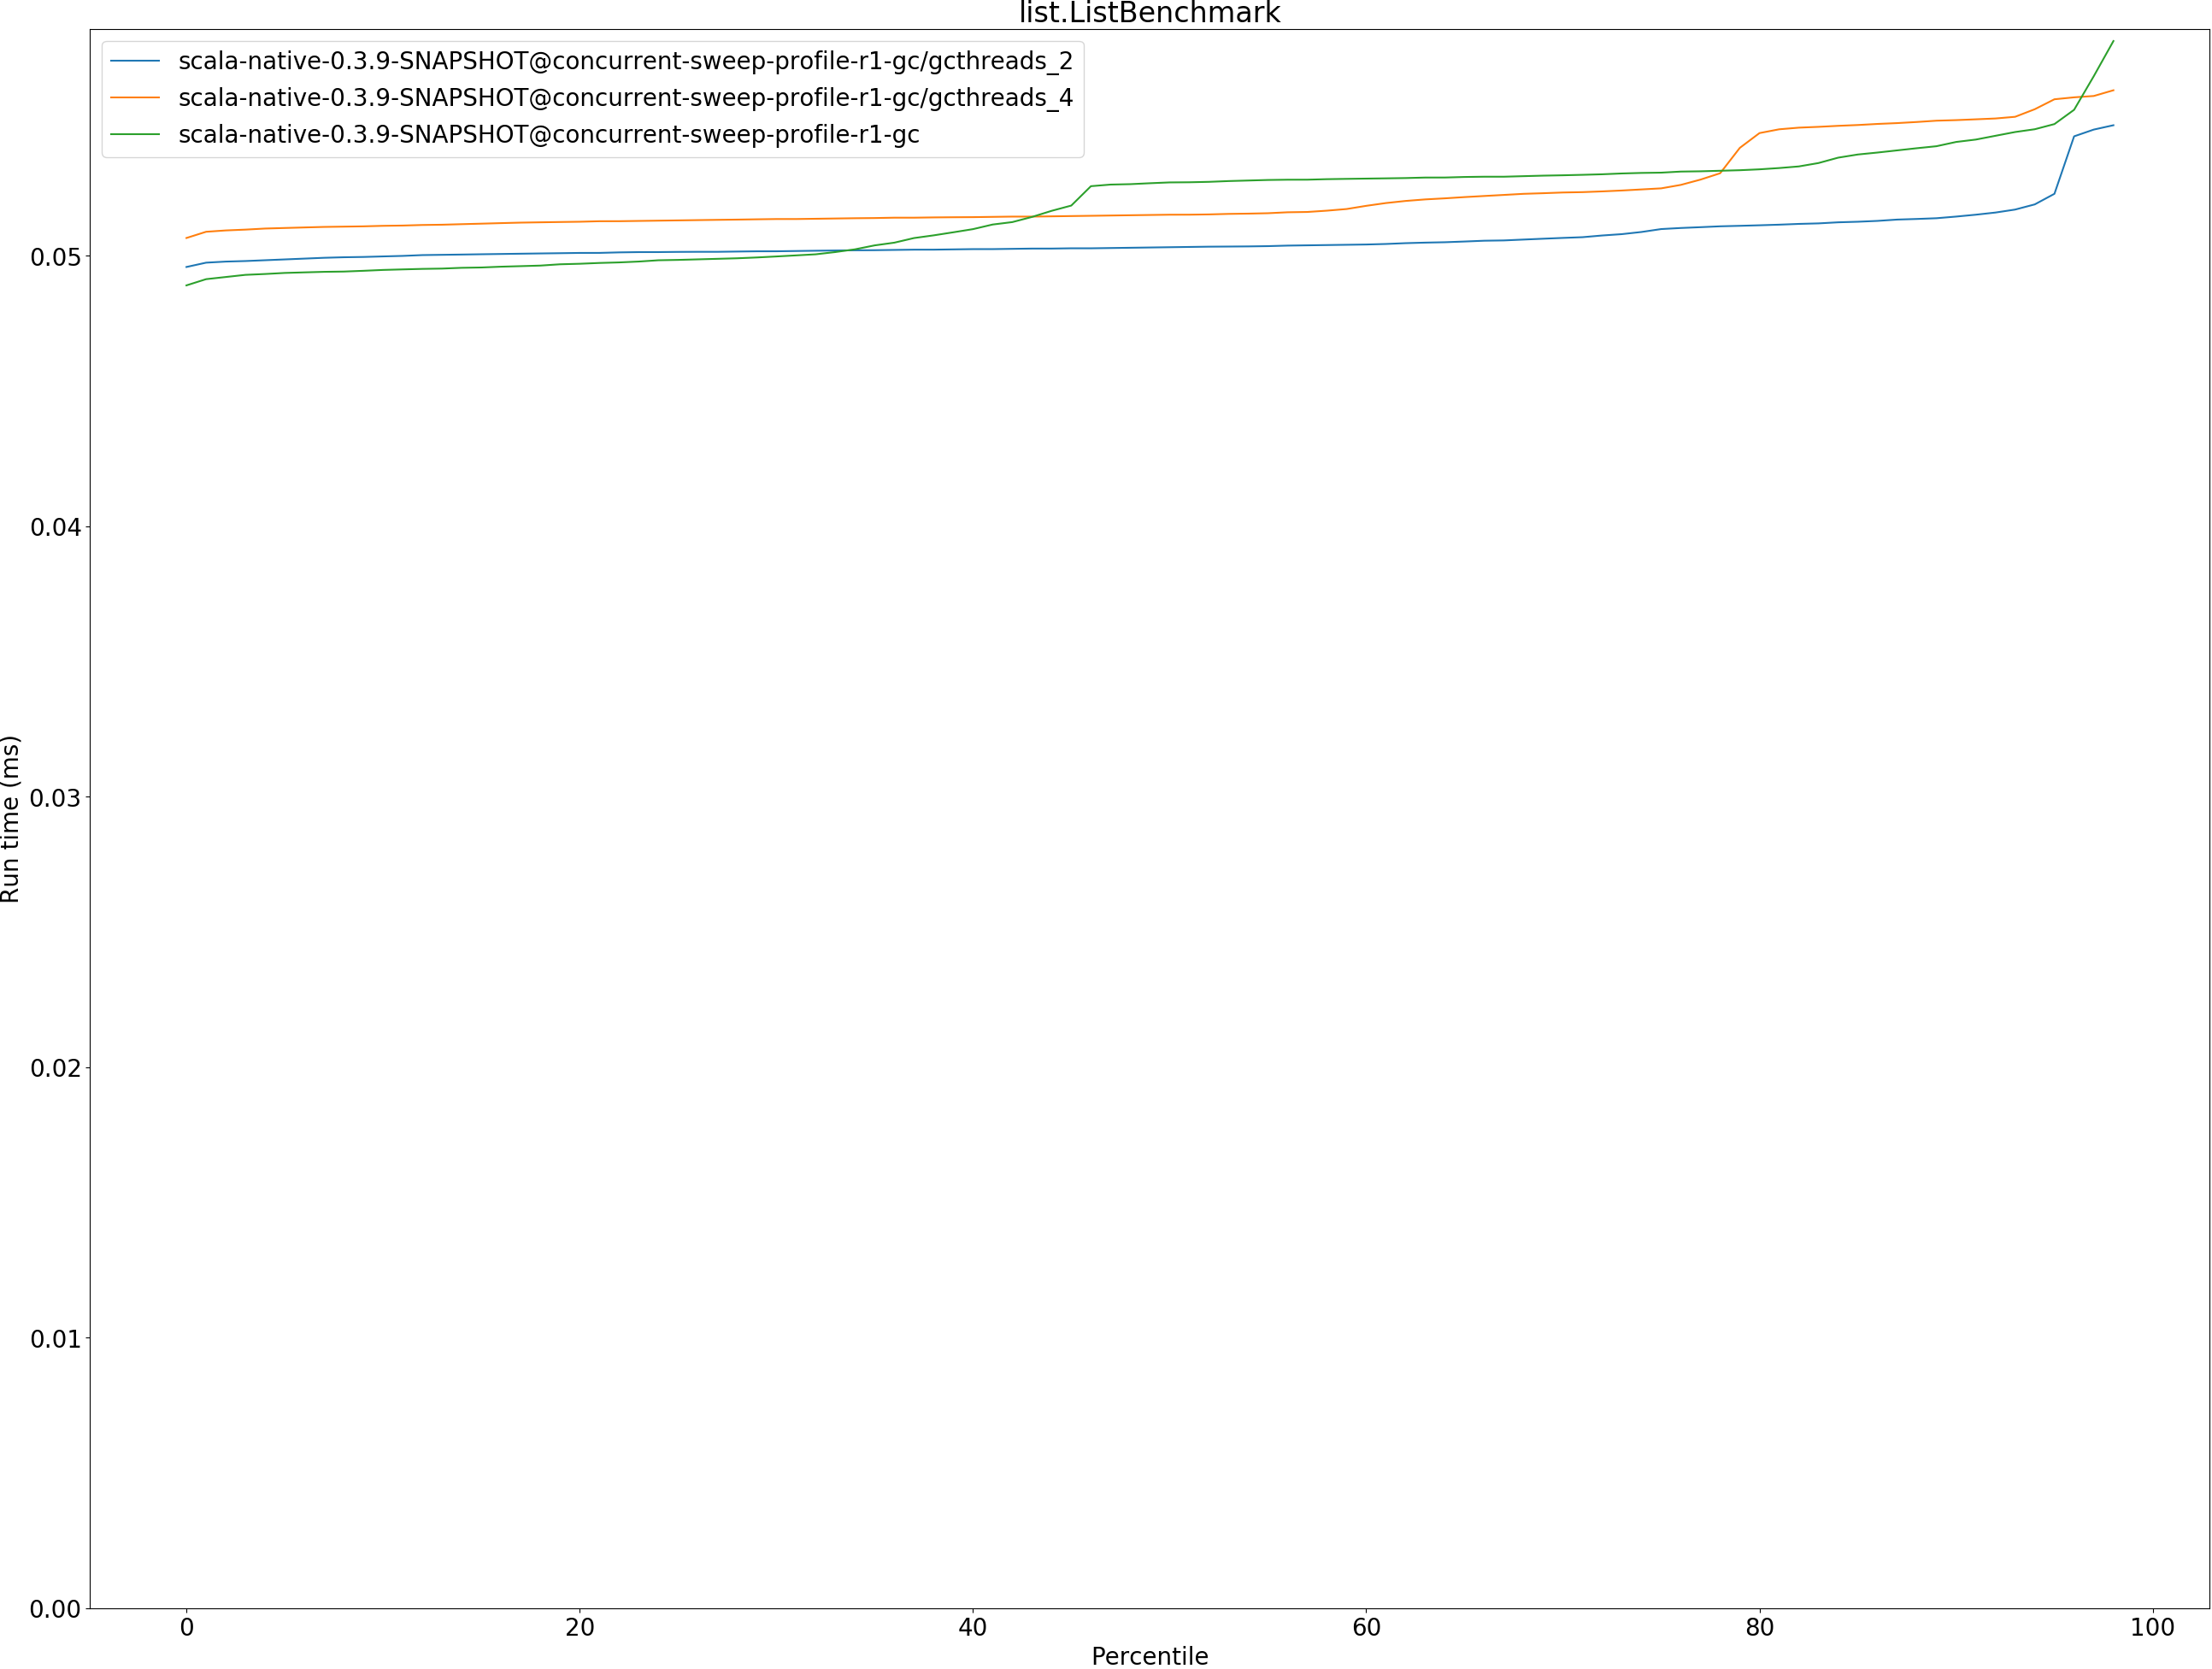 list.ListBenchmark
scala-native-0.3.9-SNAPSHOT@concurrent-sweep-profile-r1-gc/gcthreads_2
scala-native-0.3.9-SNAPSHOT@concurrent-sweep-profile-r1-gc/gcthreads_4
scala-native-0.3.9-SNAPSHOT@concurrent-sweep-profile-r1-gc
0.05
0.04
0.03
0.02
0.01
0.00
Run time (ms)
0 20 40 60 80 100
Percentile